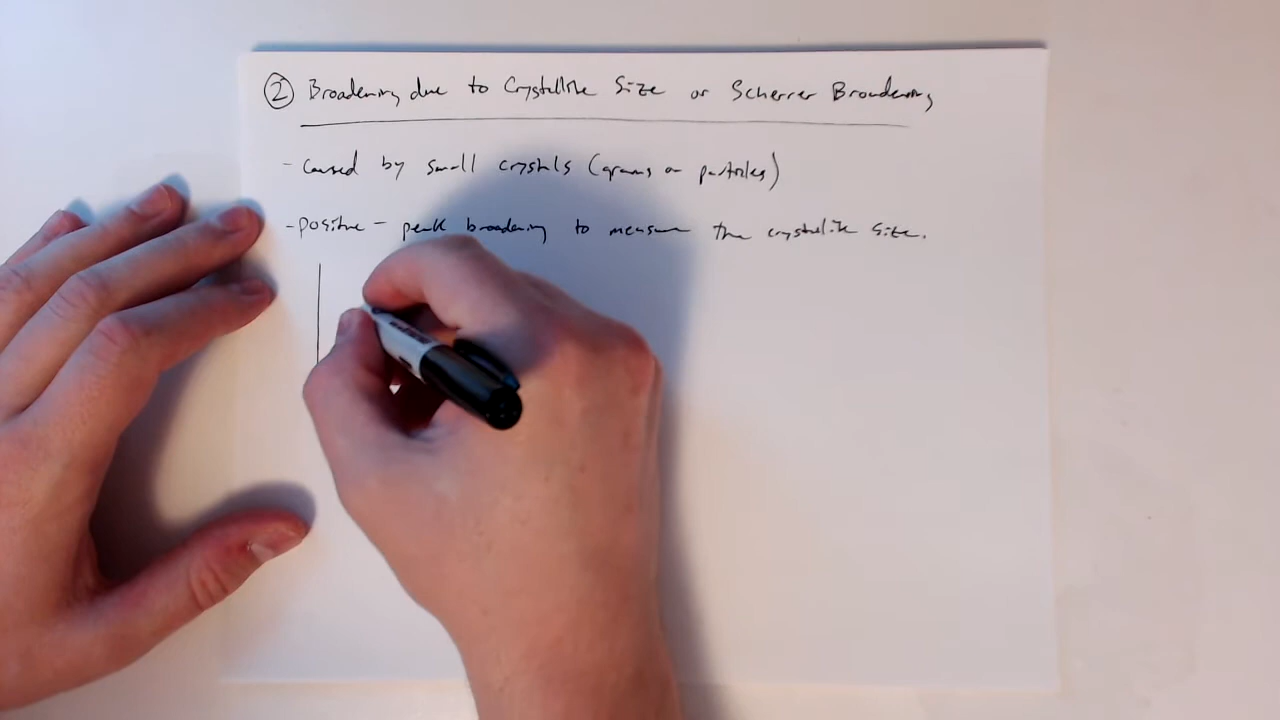 ② Broadening due to Crystallite Size or Scherrer Broadening
- caused by small crystals (grains or particles)
- positive - peak broadening to measure the crystallite size.